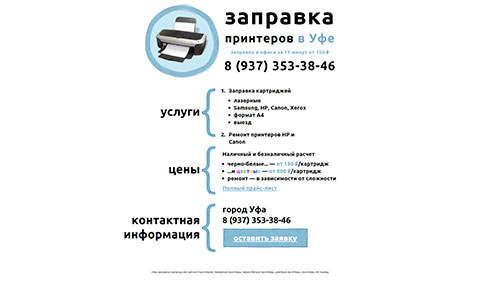 заправка
принтеров в Уфе
заправка в офисе за 15 минут от 150 ₽
8 (937) 353-38-46
услуги
1. Заправка картриджей
• лазерные
• Samsung, HP, Canon, Xerox
• формат А4
• выезд
2. Ремонт принтеров HP и
Canon
цены
Наличный и безналичный расчет
• черно-белые... — от 150 ₽/картридж
• ...и цветные — от 500 ₽/картридж
• ремонт — в зависимости от сложности
Полный прайс-лист
контактная
информация
город Уфа
8 (937) 353-38-46
оставить заявку